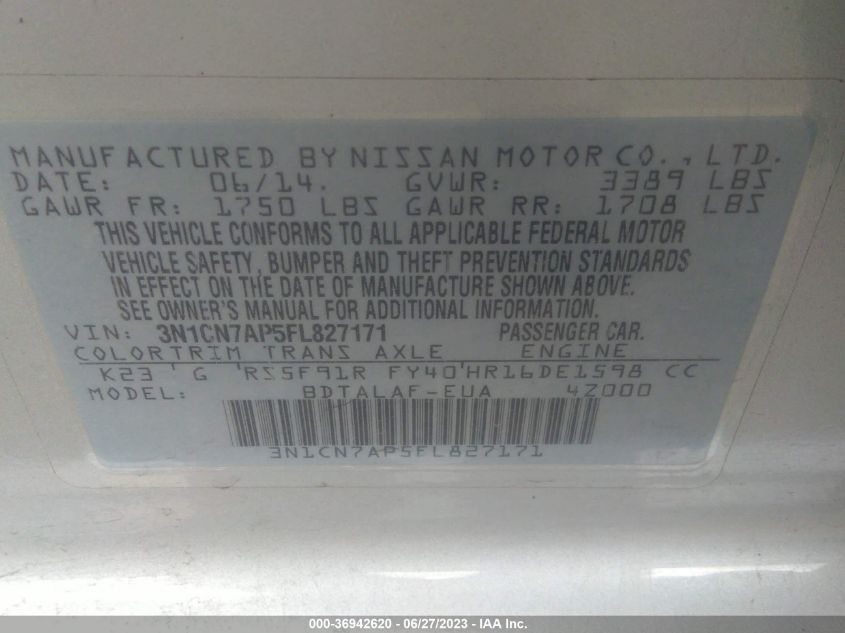 MANUFACTURED BY NISSAN MOTOR CO., LTD.
DATE: 06/14. GVWR: 3389 LBS
GAWR FR: 1750 LBS GAWR RR: 1708 LBS
THIS VEHICLE CONFORMS TO ALL APPLICABLE FEDERAL MOTOR
VEHICLE SAFETY, BUMPER AND THEFT PREVENTION STANDARDS
IN EFFECT ON THE DATE OF MANUFACTURE SHOWN ABOVE.
SEE OWNER'S MANUAL FOR ADDITIONAL INFORMATION.
VIN: 3N1CN7AP5FL827171 PASSENGER CAR.
COLOR TRIM TRANS AXLE ENGINE
K23 ' G 'RS5F91R FY40'HR16DE1598 CC
MODEL: BDTALAF-EUA 4Z000
3N1CN7AP5FL827171
000-36942620 - 06/27/2023 - IAA Inc.